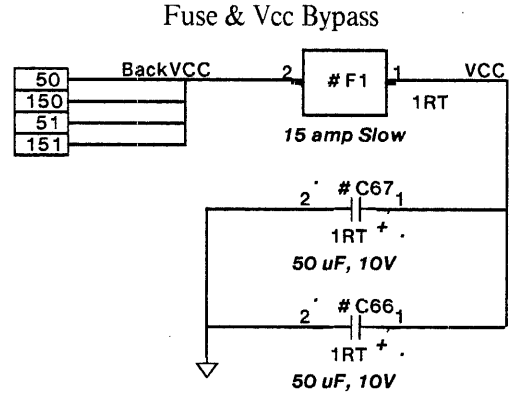 Fuse & Vcc Bypass
50
150
51
151
BackVCC
2
# F1
1
VCC
1RT
15 amp Slow
2
# C67
1
1RT +
50 uF, 10V
2
# C66
1
1RT +
50 uF, 10V